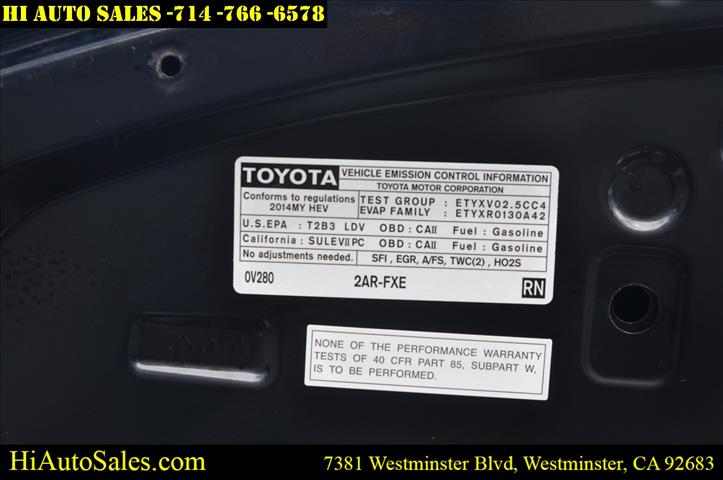 HI AUTO SALES -714 -766 -6578
TOYOTA VEHICLE EMISSION CONTROL INFORMATION
TOYOTA MOTOR CORPORATION
Conforms to regulations
2014MY HEV
TEST GROUP : ETYXV02.5CC4
EVAP FAMILY : ETYXR0130A42
U.S.EPA : T2B3 LDV OBD : CAII Fuel : Gasoline
California : SULEVII PC OBD : CAII Fuel : Gasoline
No adjustments needed. SFI , EGR, A/FS, TWC(2) , HO2S
0V280 2AR-FXE RN
TOYOTA
NONE OF THE PERFORMANCE WARRANTY
TESTS OF 40 CFR PART 85, SUBPART W,
IS TO BE PERFORMED.
HiAutoSales.com 7381 Westminster Blvd, Westminster, CA 92683